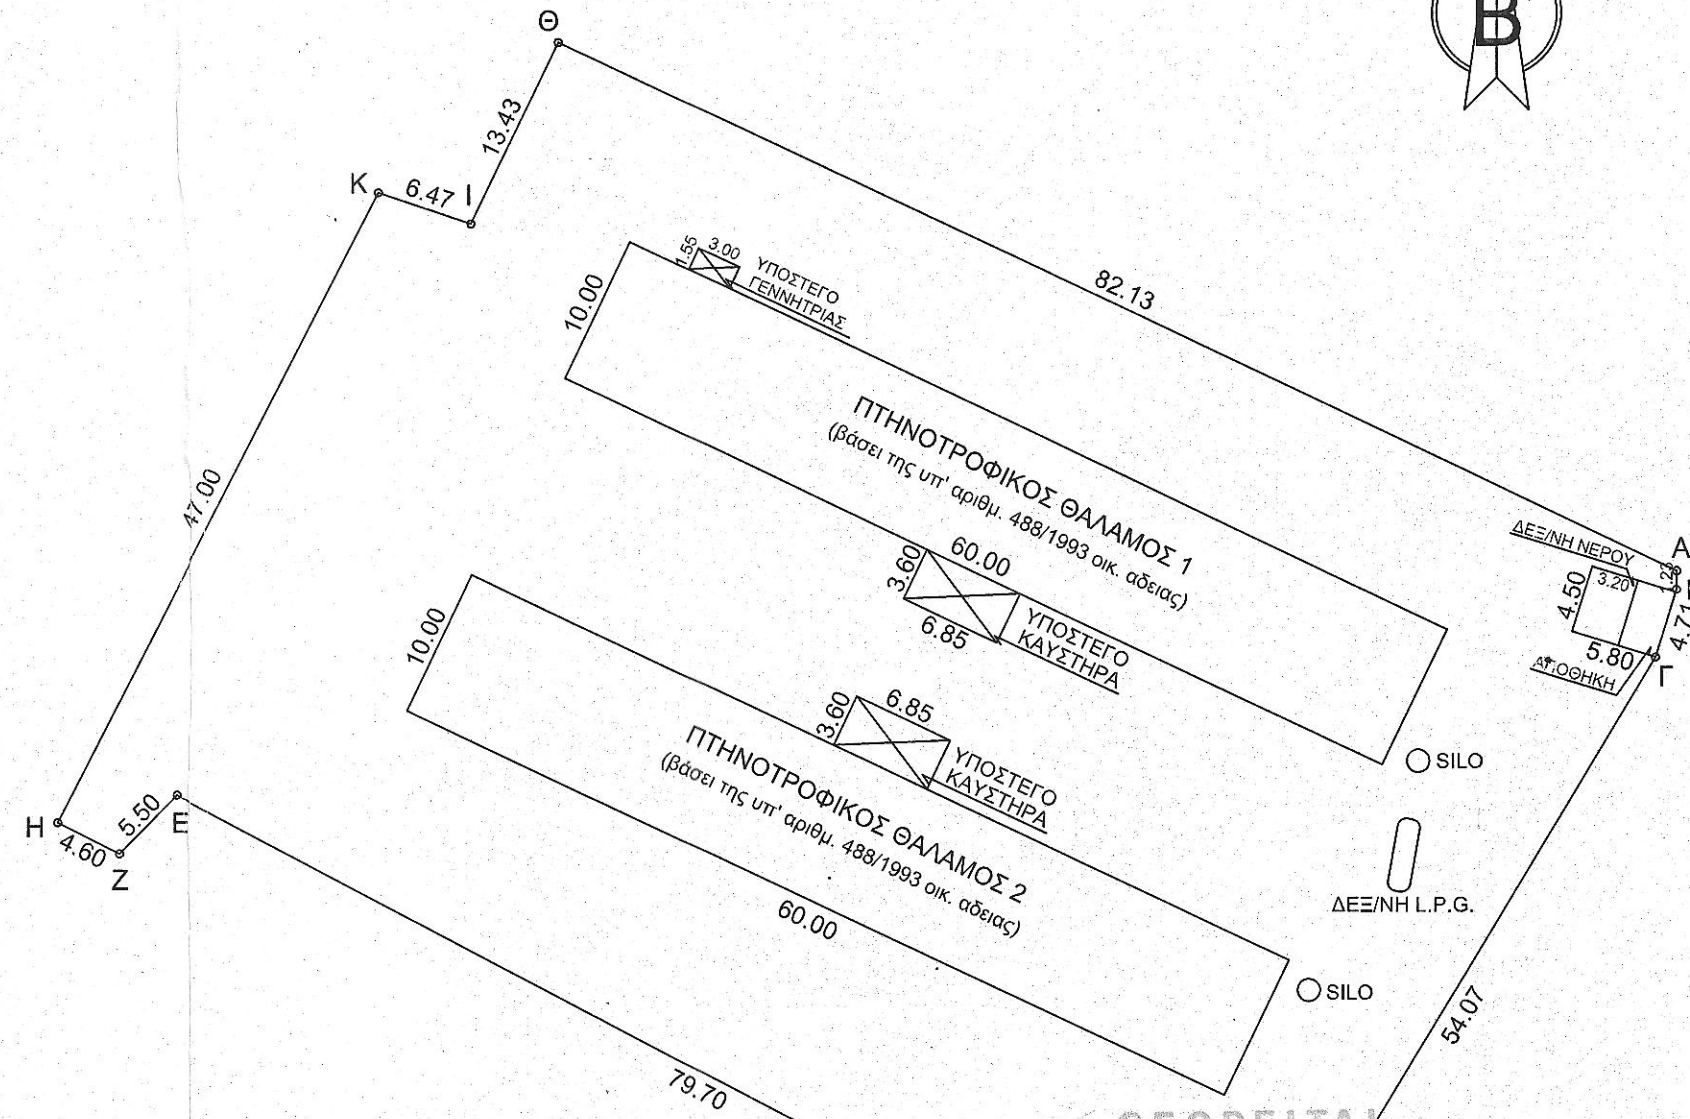 Β
Θ
13.43
Κ
6.47
Ι
82.13
1.55
3.00
ΥΠΟΣΤΕΓΟ
ΓΕΝΝΗΤΡΙΑΣ
10.00
ΠΤΗΝΟΤΡΟΦΙΚΟΣ ΘΑΛΑΜΟΣ 1
(βάσει της υπ' αριθμ. 488/1993 οικ. αδειας)
60.00
3.60
6.85
ΥΠΟΣΤΕΓΟ
ΚΑΥΣΤΗΡΑ
ΔΕΞ/ΝΗ ΝΕΡΟΥ
Α
1.23
3.20
4.50
4.71
5.80
ΑΠΟΘΗΚΗ
Γ
47.00
10.00
3.60
6.85
ΥΠΟΣΤΕΓΟ
ΚΑΥΣΤΗΡΑ
ΠΤΗΝΟΤΡΟΦΙΚΟΣ ΘΑΛΑΜΟΣ 2
(βάσει της υπ' αριθμ. 488/1993 οικ. αδειας)
60.00
SILO
ΔΕΞ/ΝΗ L.P.G.
SILO
54.07
Η
4.60
Ζ
5.50
Ε
79.70